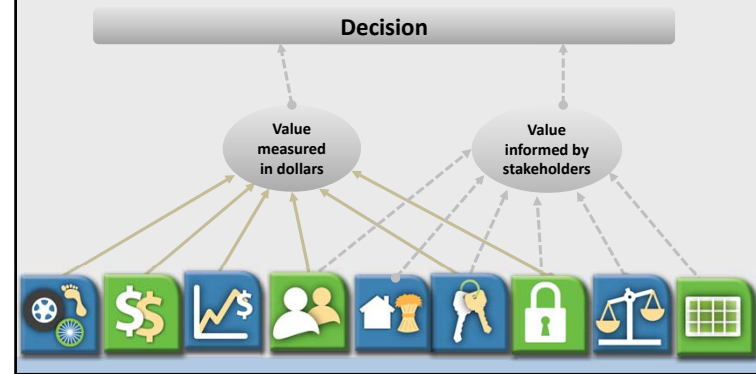 Decision
Value
measured
in dollars
Value
informed by
stakeholders
$$
$